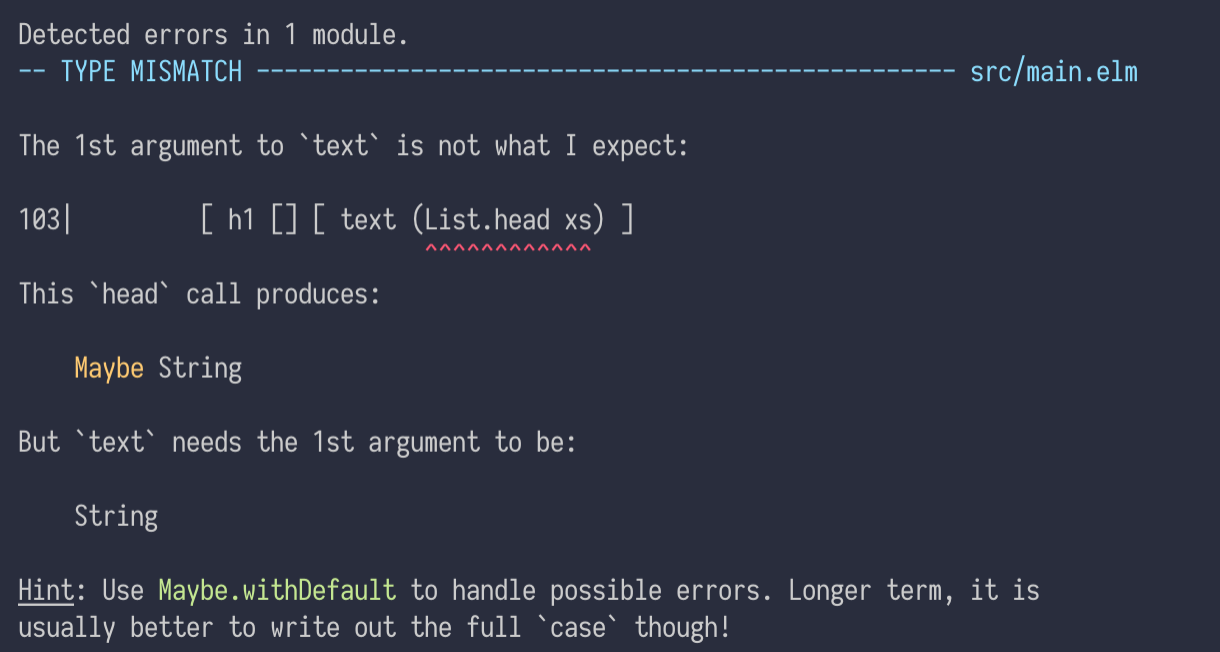 Detected errors in 1 module.
-- TYPE MISMATCH -------------------------------------------------- src/main.elm
The 1st argument to `text` is not what I expect:
103|         [ h1 [] [ text (List.head xs) ]
^^^^^^^^^^^^
This `head` call produces:
Maybe String
But `text` needs the 1st argument to be:
String
Hint: Use Maybe.withDefault to handle possible errors. Longer term, it is
usually better to write out the full `case` though!